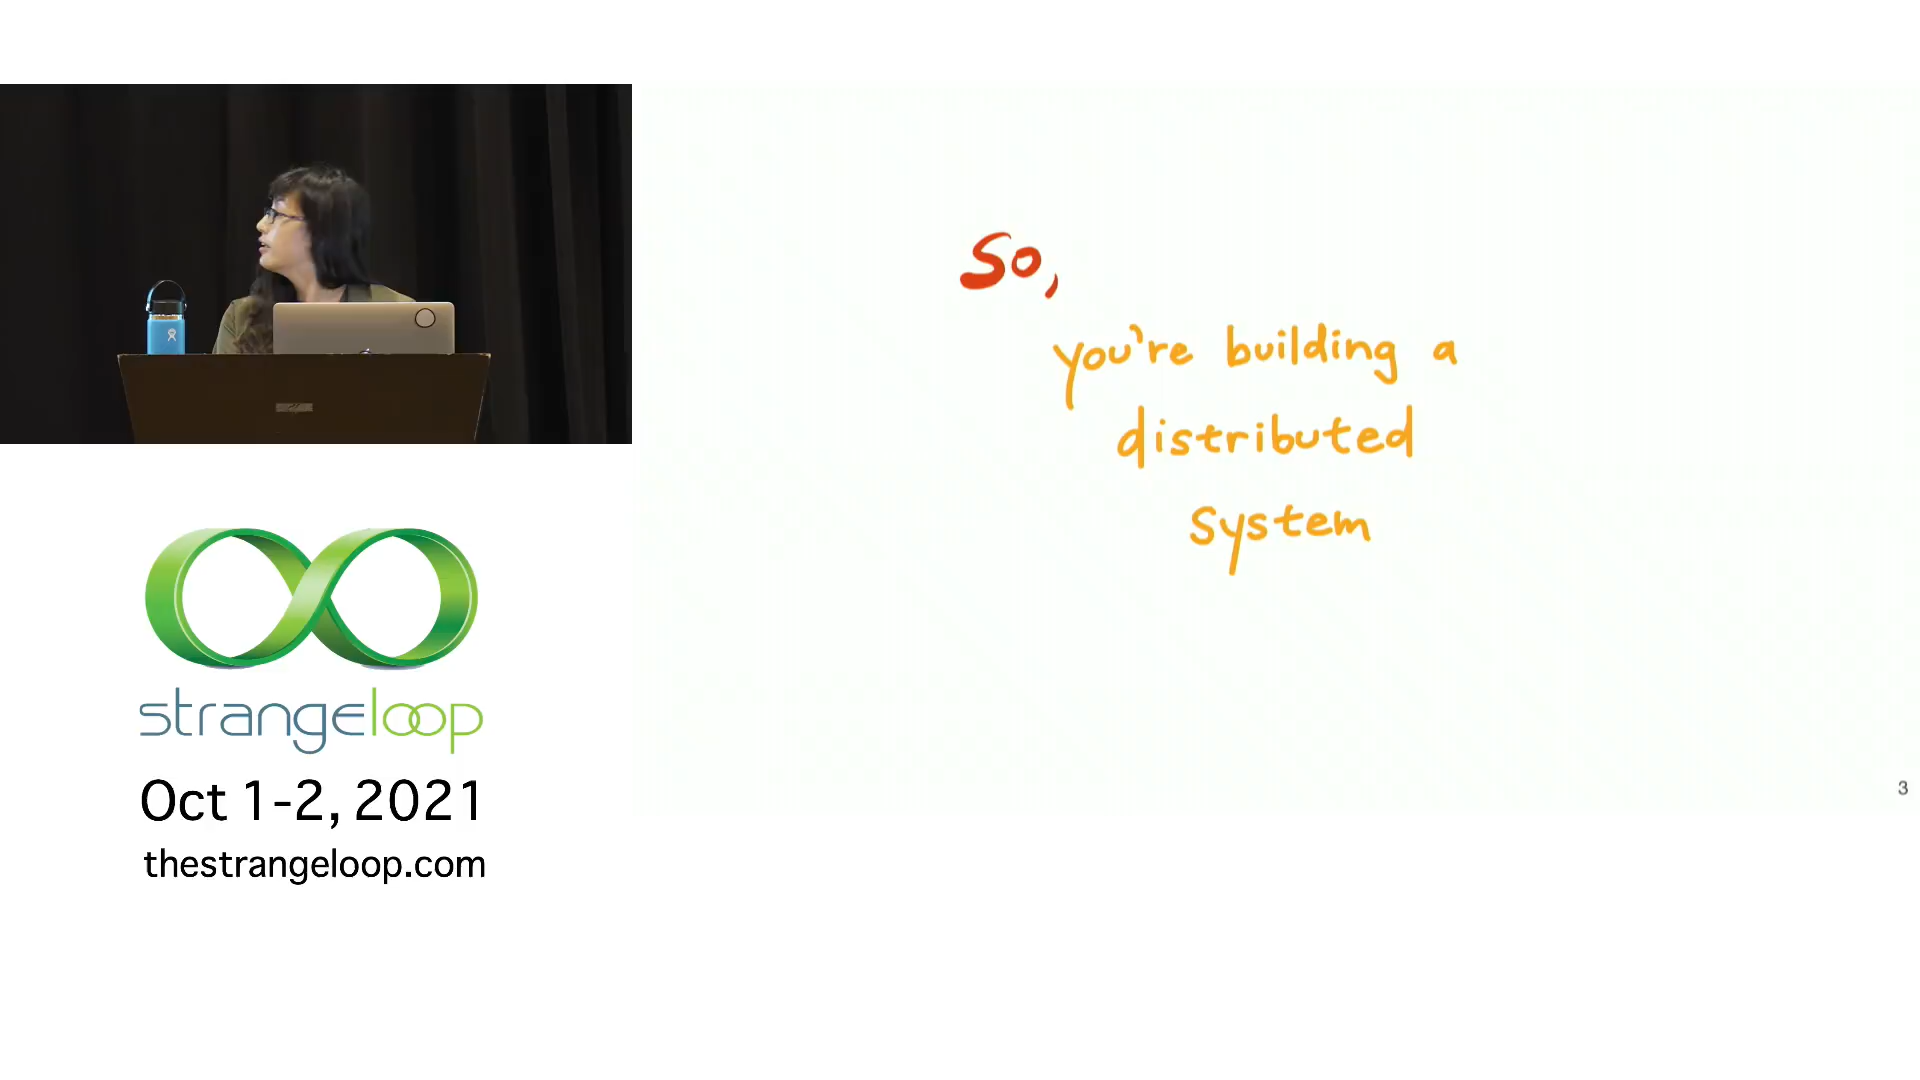 So,
you're building a
distributed
system
strangeloop
Oct 1-2, 2021
thestrangeloop.com
3